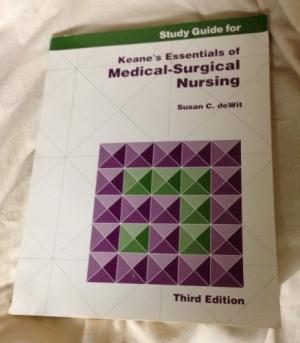 Study Guide for
Keane's Essentials of
Medical-Surgical
Nursing
Susan C. deWit
Third Edition